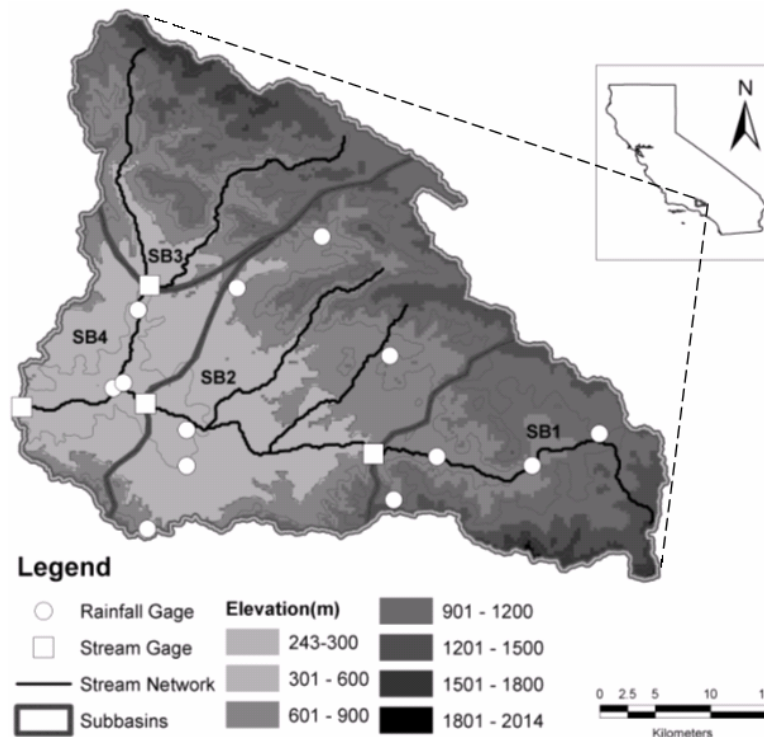 N
SB3
SB4
SB2
SB1
Legend
Rainfall Gage
Stream Gage
Stream Network
Subbasins
Elevation(m)
243-300
301 - 600
601 - 900
901 - 1200
1201 - 1500
1501 - 1800
1801 - 2014
0 2.5 5 10
Kilometers